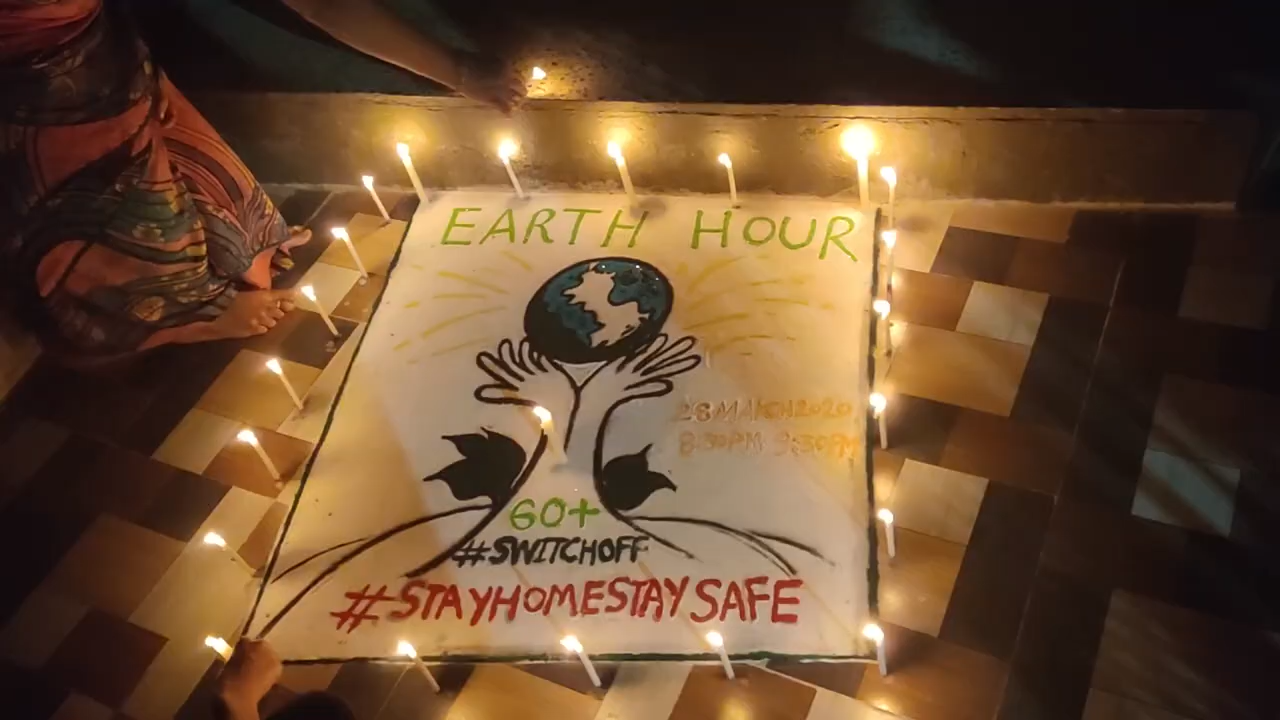 EARTH HOUR
28 MARCH 2020
8:30PM 9:30PM
60+
#SWITCHOFF
#STAYHOMESTAYSAFE